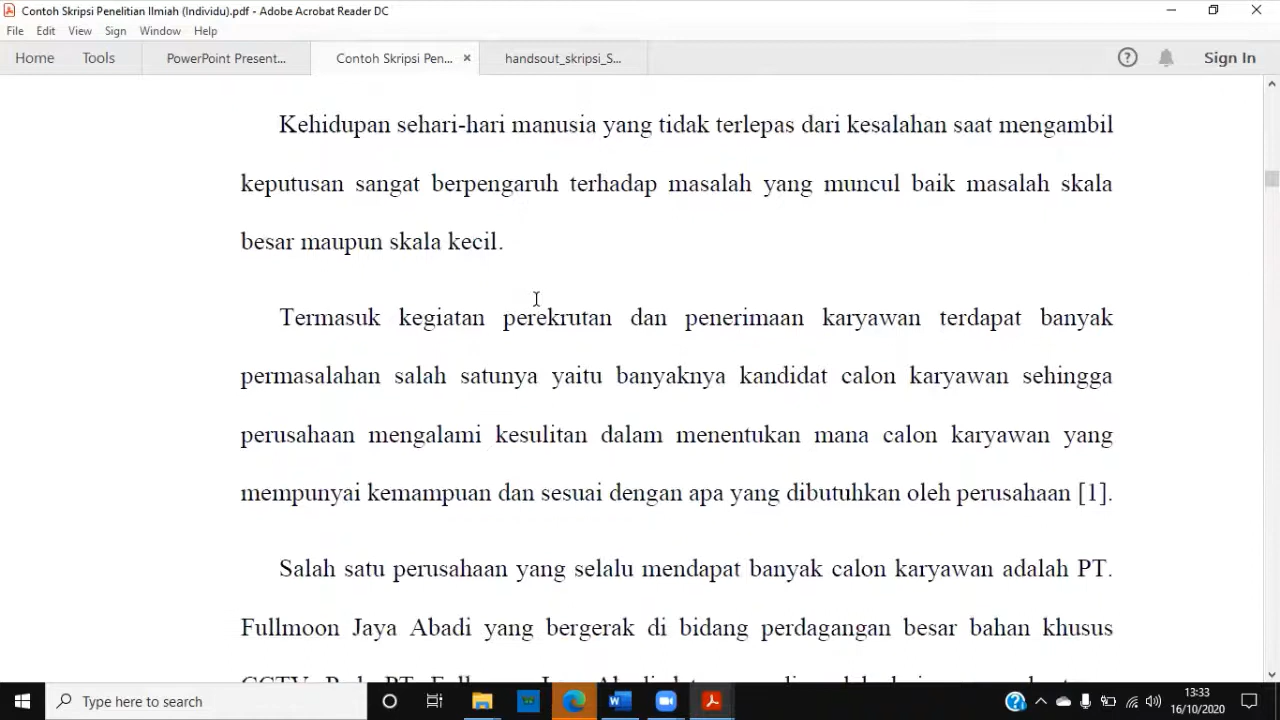 Contoh Skripsi Penelitian Ilmiah (Individu).pdf - Adobe Acrobat Reader DC
File Edit View Sign Window Help
Home Tools PowerPoint Present... Contoh Skripsi Pen... × handsout_skripsi_S... Sign In
Kehidupan sehari-hari manusia yang tidak terlepas dari kesalahan saat mengambil
keputusan sangat berpengaruh terhadap masalah yang muncul baik masalah skala
besar maupun skala kecil.
Termasuk kegiatan perekrutan dan penerimaan karyawan terdapat banyak
permasalahan salah satunya yaitu banyaknya kandidat calon karyawan sehingga
perusahaan mengalami kesulitan dalam menentukan mana calon karyawan yang
mempunyai kemampuan dan sesuai dengan apa yang dibutuhkan oleh perusahaan [1].
Salah satu perusahaan yang selalu mendapat banyak calon karyawan adalah PT.
Fullmoon Jaya Abadi yang bergerak di bidang perdagangan besar bahan khusus
Type here to search
13:33
16/10/2020